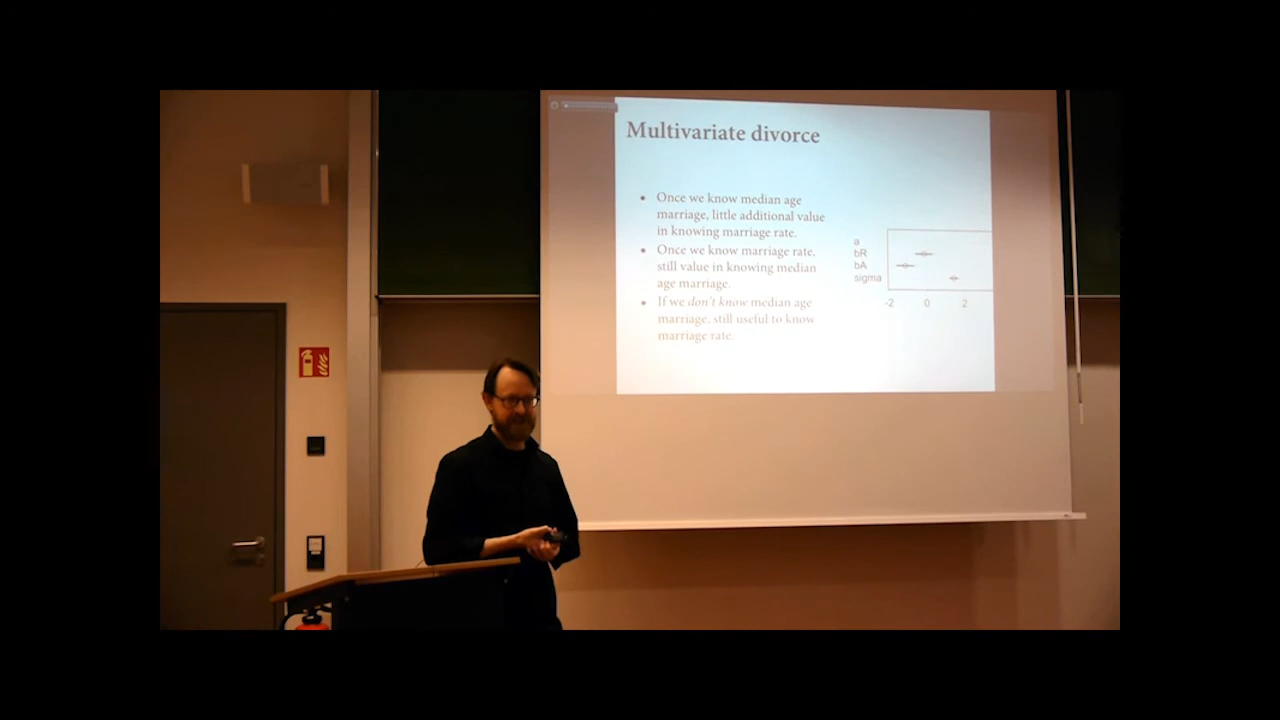 Multivariate divorce
• Once we know median age
marriage, little additional value
in knowing marriage rate.
• Once we know marriage rate,
still value in knowing median
age marriage.
• If we don't know median age
marriage, still useful to know
marriage rate.
a
bR
bA
sigma
-2 0 2